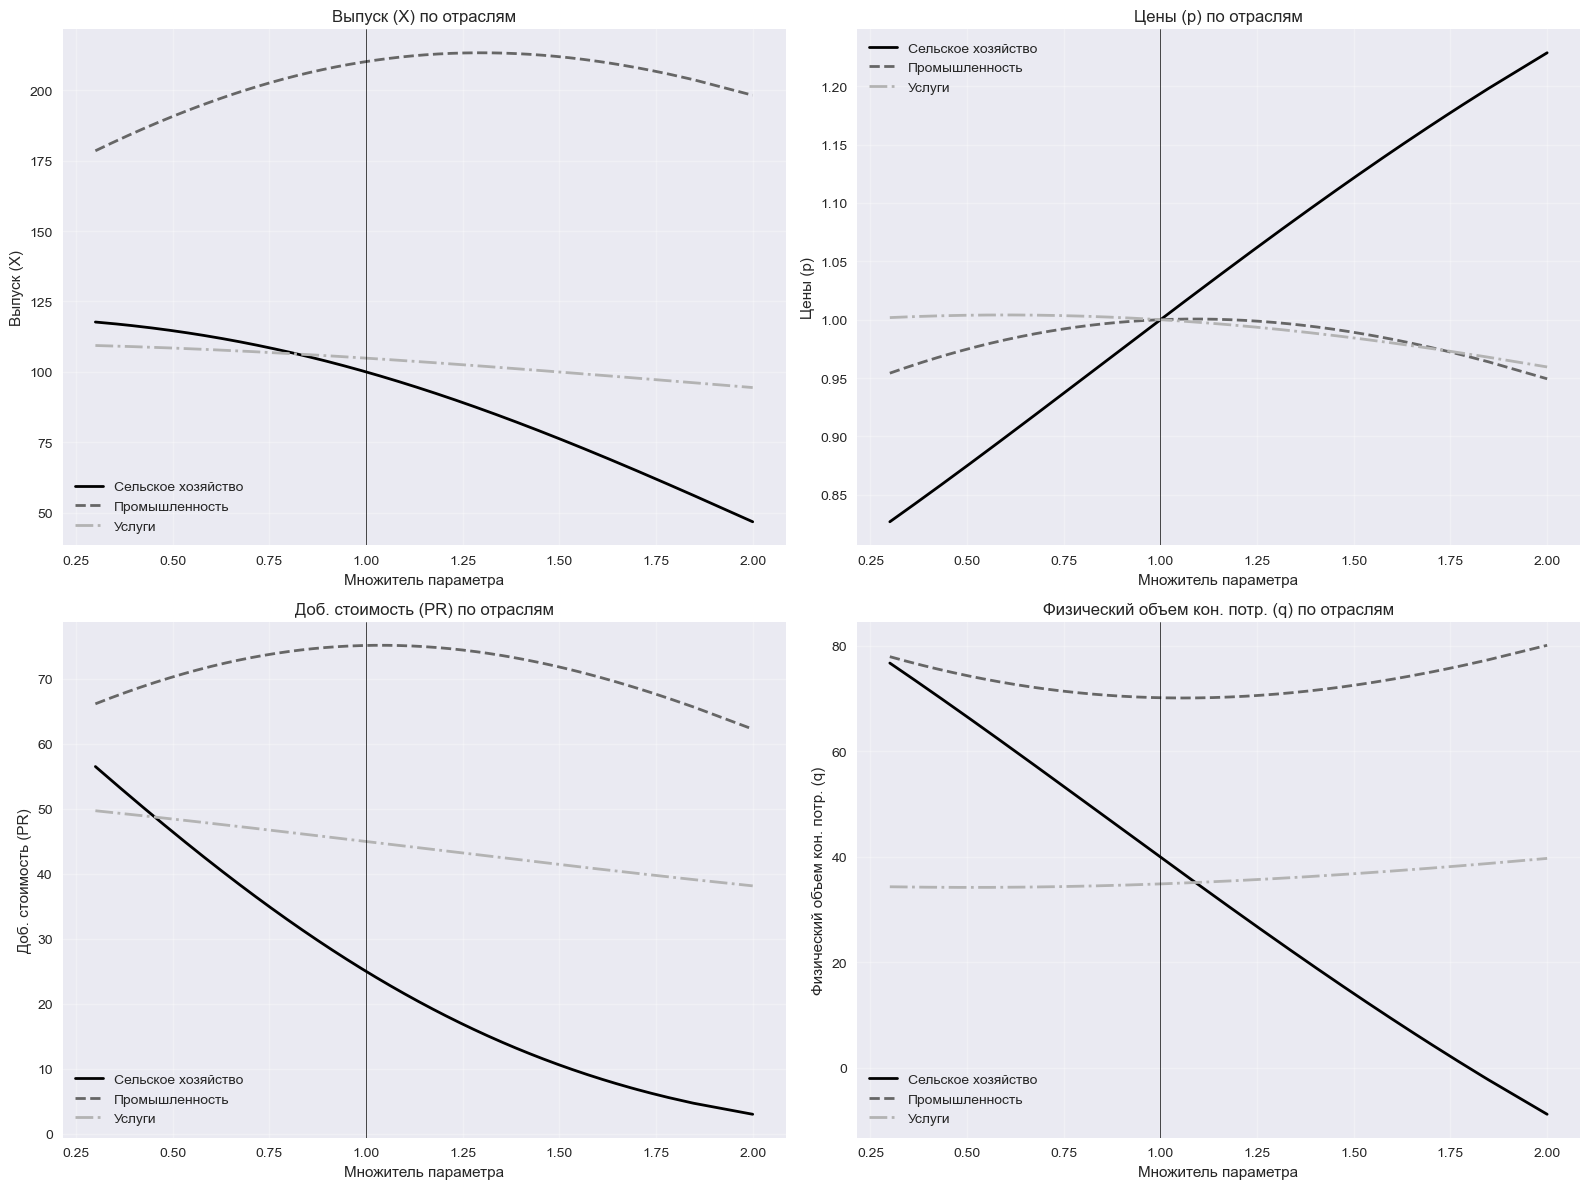 Выпуск (X) по отраслям
Выпуск (X)
200
175
150
125
100
75
50
Сельское хозяйство
Промышленность
Услуги
0.25 0.50 0.75 1.00 1.25 1.50 1.75 2.00
Множитель параметра
Цены (p) по отраслям
Цены (p)
Сельское хозяйство
Промышленность
Услуги
1.20
1.15
1.10
1.05
1.00
0.95
0.90
0.85
0.25 0.50 0.75 1.00 1.25 1.50 1.75 2.00
Множитель параметра
Доб. стоимость (PR) по отраслям
Доб. стоимость (PR)
70
60
50
40
30
20
10
0
Сельское хозяйство
Промышленность
Услуги
0.25 0.50 0.75 1.00 1.25 1.50 1.75 2.00
Множитель параметра
Физический объем кон. потр. (q) по отраслям
Физический объем кон. потр. (q)
80
60
40
20
0
Сельское хозяйство
Промышленность
Услуги
0.25 0.50 0.75 1.00 1.25 1.50 1.75 2.00
Множитель параметра